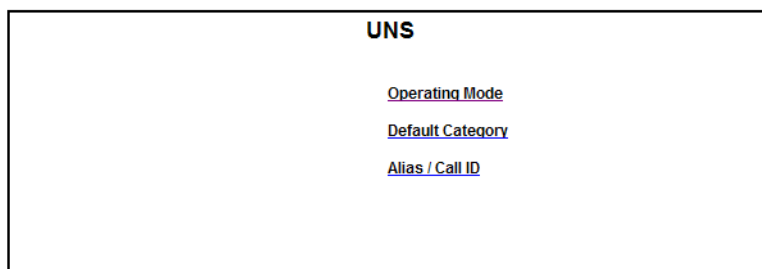 UNS
Operating Mode
Default Category
Alias / Call ID